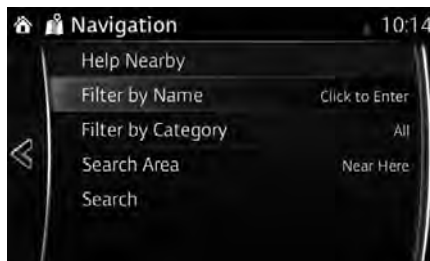 Navigation 10:14
Help Nearby
Filter by Name Click to Enter
Filter by Category All
Search Area Near Here
Search